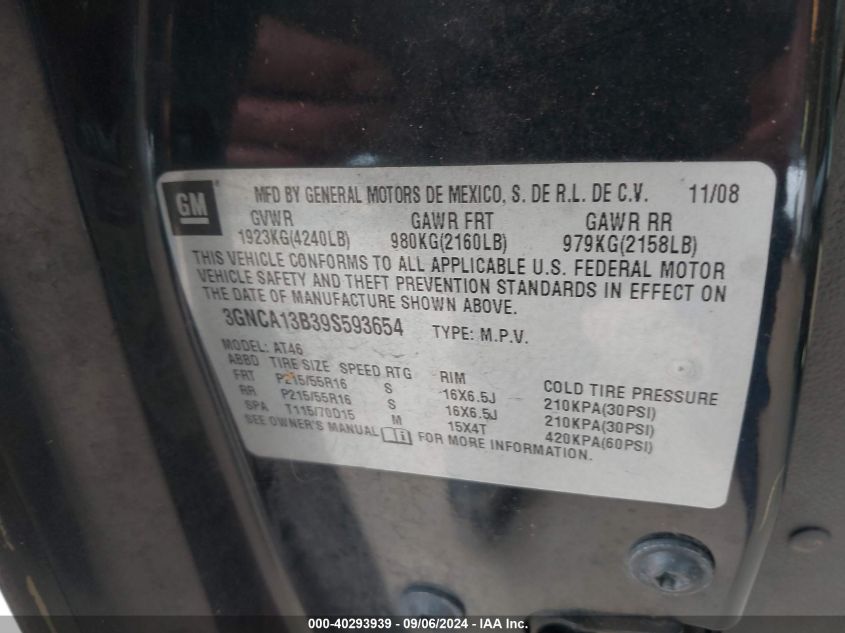 GM
MFD BY GENERAL MOTORS DE MEXICO, S. DE R.L. DE C.V. 11/08
GVWR GAWR FRT GAWR RR
1923KG(4240LB) 980KG(2160LB) 979KG(2158LB)
THIS VEHICLE CONFORMS TO ALL APPLICABLE U.S. FEDERAL MOTOR
VEHICLE SAFETY AND THEFT PREVENTION STANDARDS IN EFFECT ON
THE DATE OF MANUFACTURE SHOWN ABOVE.
3GNCA13B39S593654 TYPE: M.P.V.
MODEL: AT46
ABBD TIRE SIZE SPEED RTG RIM COLD TIRE PRESSURE
FRT P215/55R16 S 16X6.5J 210KPA(30PSI)
RR P215/55R16 S 16X6.5J 210KPA(30PSI)
SPA T115/70D15 M 15X4T 420KPA(60PSI)
SEE OWNER'S MANUAL i FOR MORE INFORMATION.
000-40293939 - 09/06/2024 - IAA Inc.